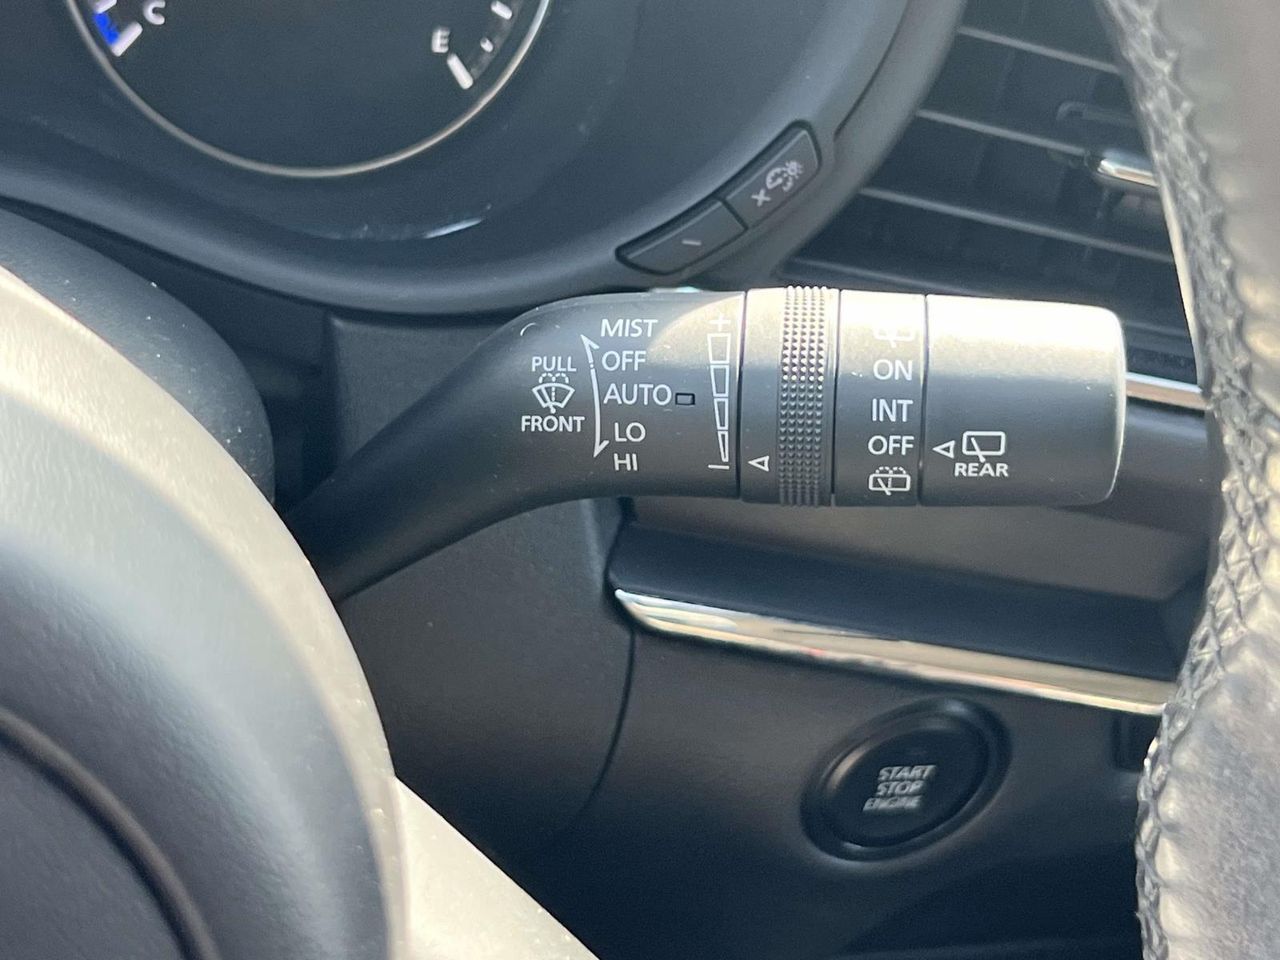 C
E
+
-
MIST
OFF
AUTO
LO
HI
PULL
FRONT
+
-
ON
INT
OFF
REAR
START
STOP
ENGINE